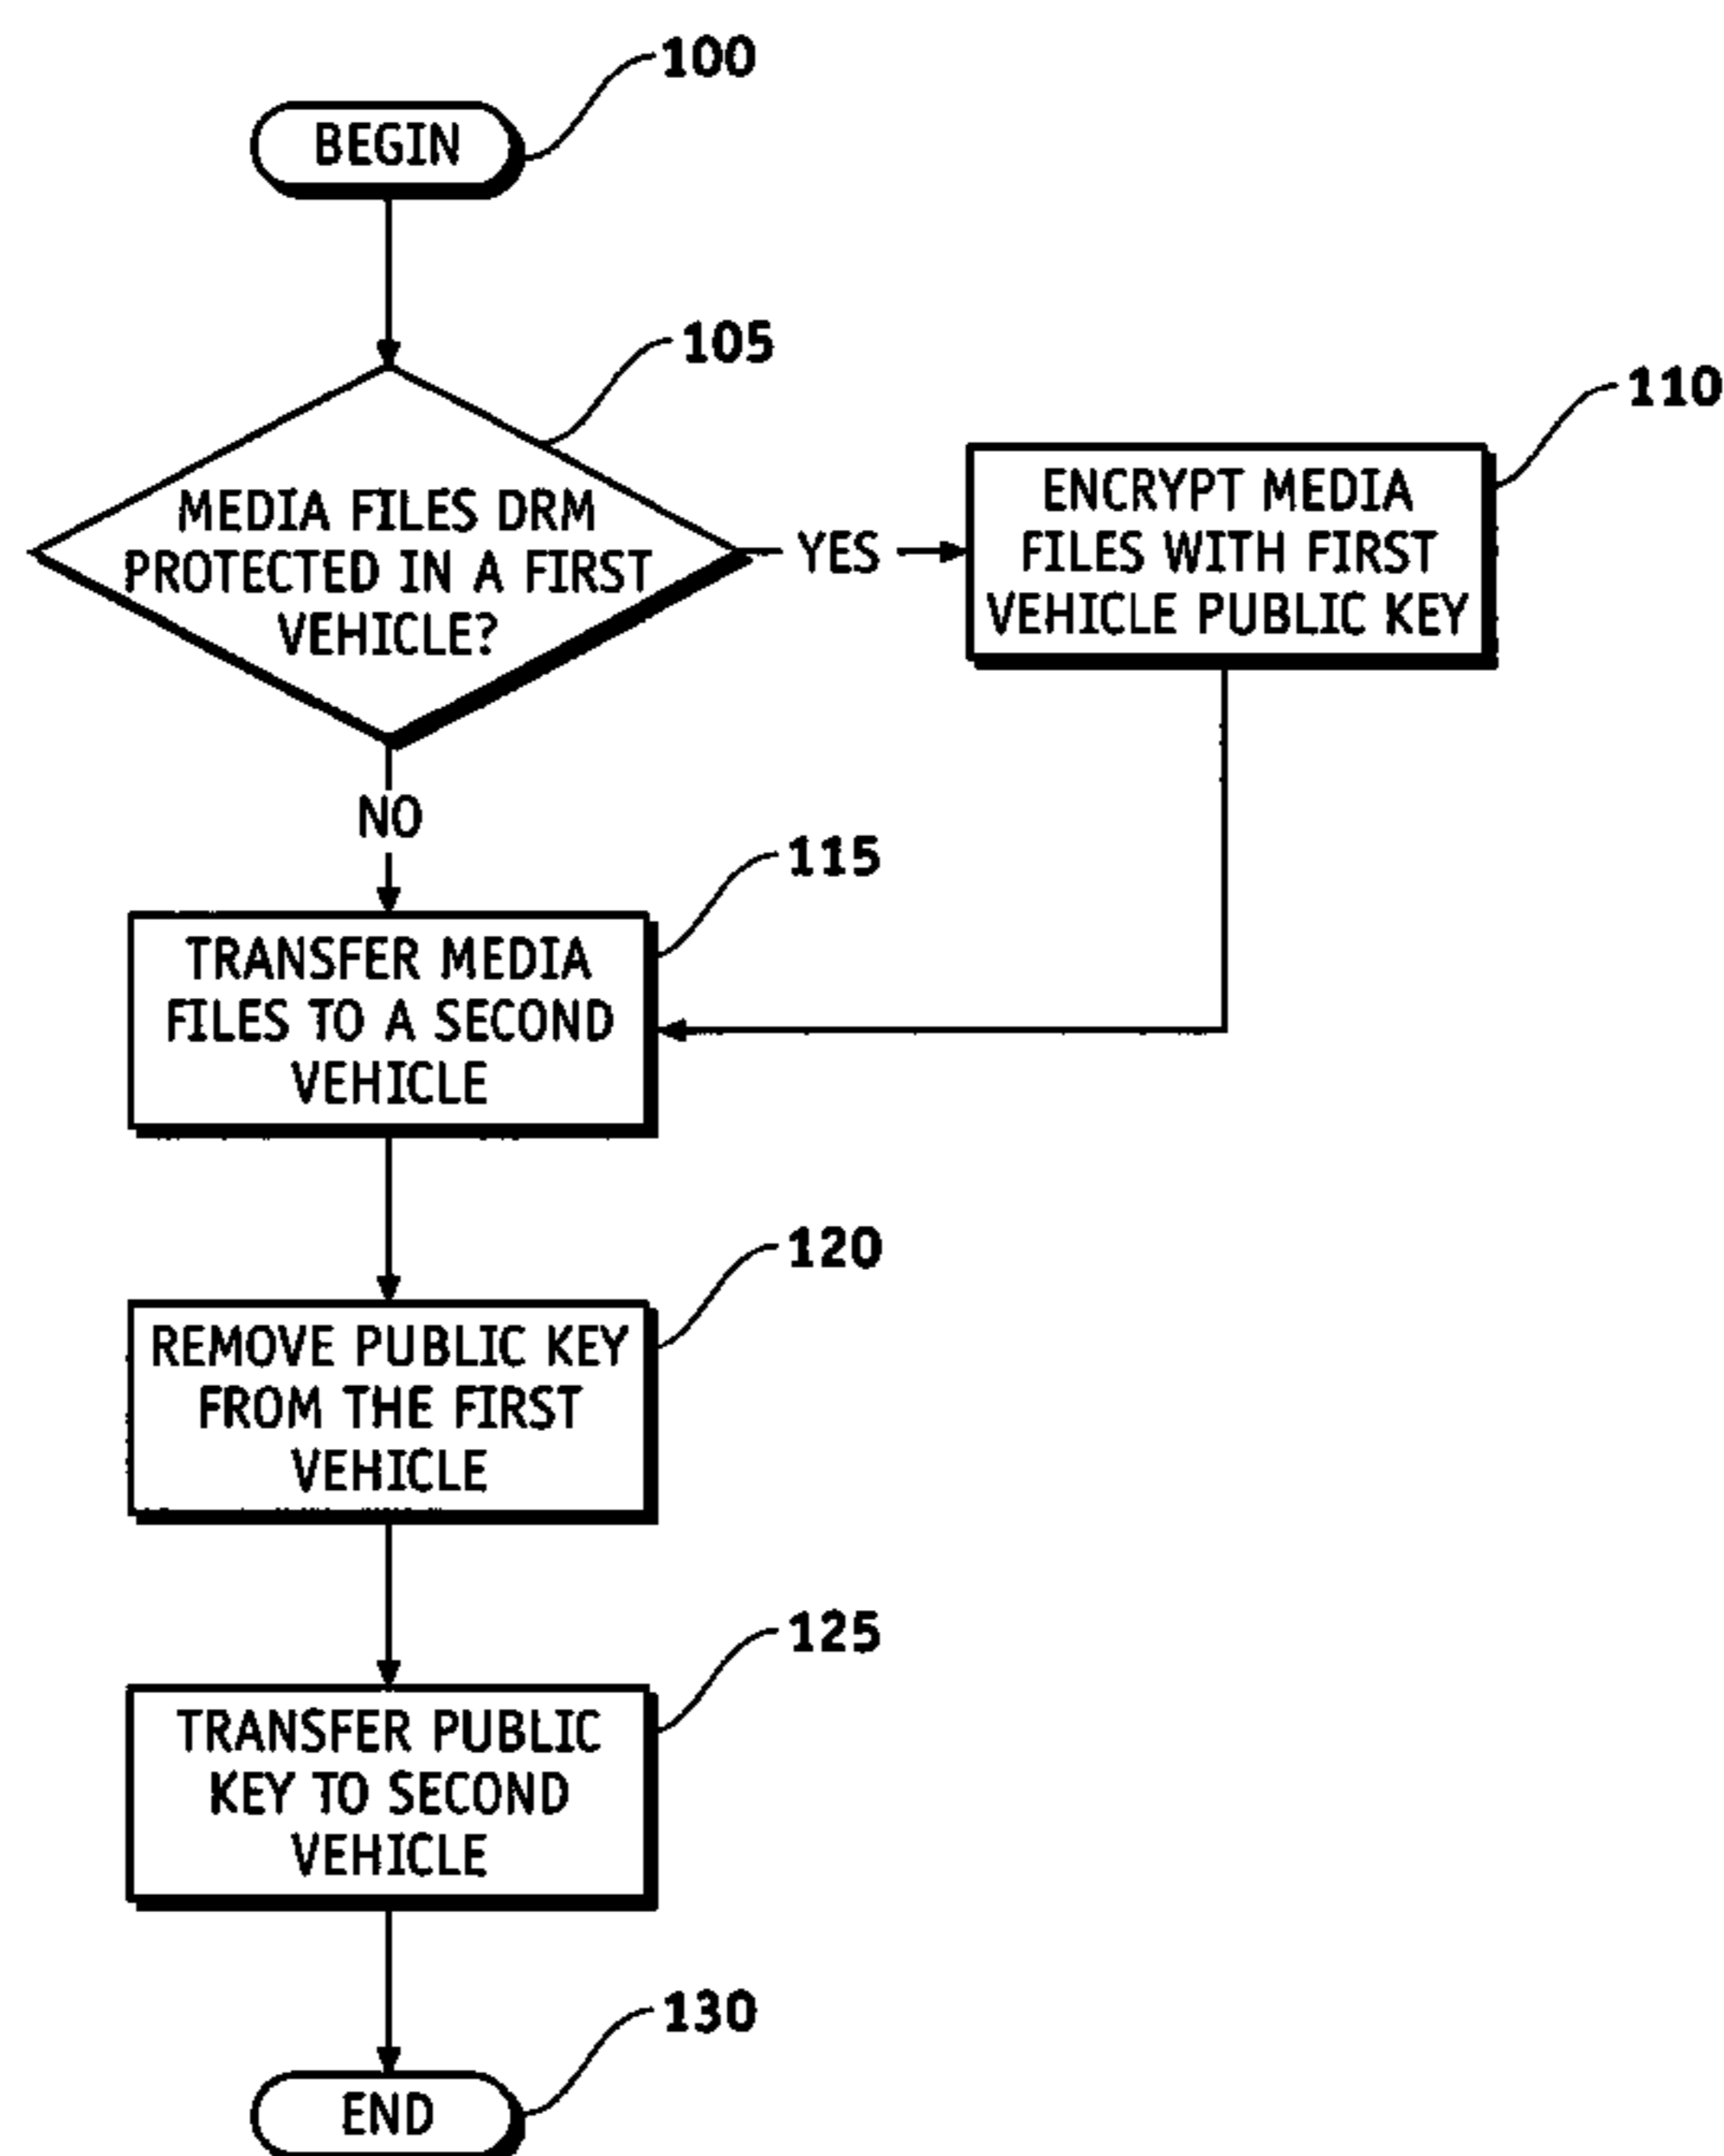 100
BEGIN
105
MEDIA FILES DRM
PROTECTED IN A FIRST
VEHICLE?
YES
110
ENCRYPT MEDIA
FILES WITH FIRST
VEHICLE PUBLIC KEY
NO
115
TRANSFER MEDIA
FILES TO A SECOND
VEHICLE
120
REMOVE PUBLIC KEY
FROM THE FIRST
VEHICLE
125
TRANSFER PUBLIC
KEY TO SECOND
VEHICLE
130
END